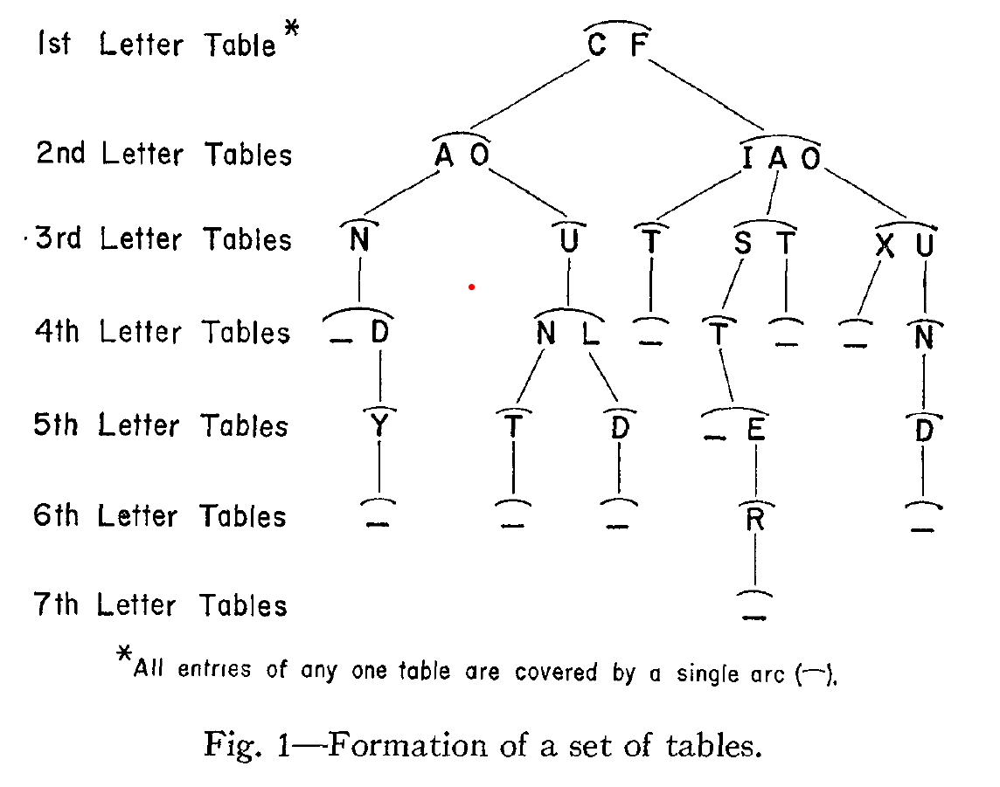 1st Letter Table* C F
2nd Letter Tables A O I A O
3rd Letter Tables N U T S T X U
4th Letter Tables _ D N L _ T _ _ N
5th Letter Tables Y T D _ E D
6th Letter Tables _ _ _ R _
7th Letter Tables _
*All entries of any one table are covered by a single arc (⌒).
Fig. 1—Formation of a set of tables.